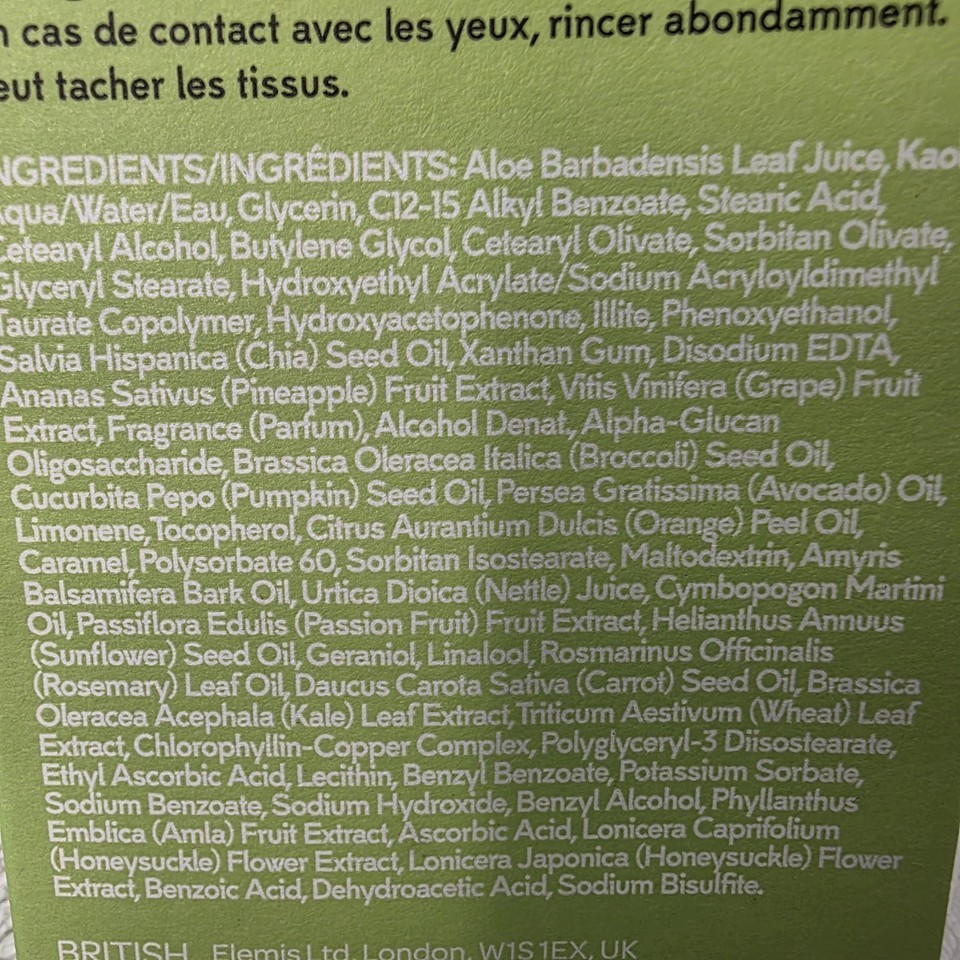 n cas de contact avec les yeux, rincer abondamment.
eut tacher les tissus.
NGREDIENTS/INGRÉDIENTS: Aloe Barbadensis Leaf Juice, Kao
qua/Water/Eau, Glycerin, C12-15 Alkyl Benzoate, Stearic Acid,
Cetearyl Alcohol, Butylene Glycol, Cetearyl Olivate, Sorbitan Olivate,
Glyceryl Stearate, Hydroxyethyl Acrylate/Sodium Acryloyldimethyl
Taurate Copolymer, Hydroxyacetophenone, Illite, Phenoxyethanol,
Salvia Hispanica (Chia) Seed Oil, Xanthan Gum, Disodium EDTA,
Ananas Sativus (Pineapple) Fruit Extract, Vitis Vinifera (Grape) Fruit
Extract, Fragrance (Parfum), Alcohol Denat., Alpha-Glucan
Oligosaccharide, Brassica Oleracea Italica (Broccoli) Seed Oil,
Cucurbita Pepo (Pumpkin) Seed Oil, Persea Gratissima (Avocado) Oil,
Limonene, Tocopherol, Citrus Aurantium Dulcis (Orange) Peel Oil,
Caramel, Polysorbate 60, Sorbitan Isostearate, Maltodextrin, Amyris
Balsamifera Bark Oil, Urtica Dioica (Nettle) Juice, Cymbopogon Martini
Oil, Passiflora Edulis (Passion Fruit) Fruit Extract, Helianthus Annuus
(Sunflower) Seed Oil, Geraniol, Linalool, Rosmarinus Officinalis
(Rosemary) Leaf Oil, Daucus Carota Sativa (Carrot) Seed Oil, Brassica
Oleracea Acephala (Kale) Leaf Extract, Triticum Aestivum (Wheat) Leaf
Extract, Chlorophyllin-Copper Complex, Polyglyceryl-3 Diisostearate,
Ethyl Ascorbic Acid, Lecithin, Benzyl Benzoate, Potassium Sorbate,
Sodium Benzoate, Sodium Hydroxide, Benzyl Alcohol, Phyllanthus
Emblica (Amla) Fruit Extract, Ascorbic Acid, Lonicera Caprifolium
(Honeysuckle) Flower Extract, Lonicera Japonica (Honeysuckle) Flower
Extract, Benzoic Acid, Dehydroacetic Acid, Sodium Bisulfite.
BRITISH Elemis Ltd, London, W1S 1EX, UK